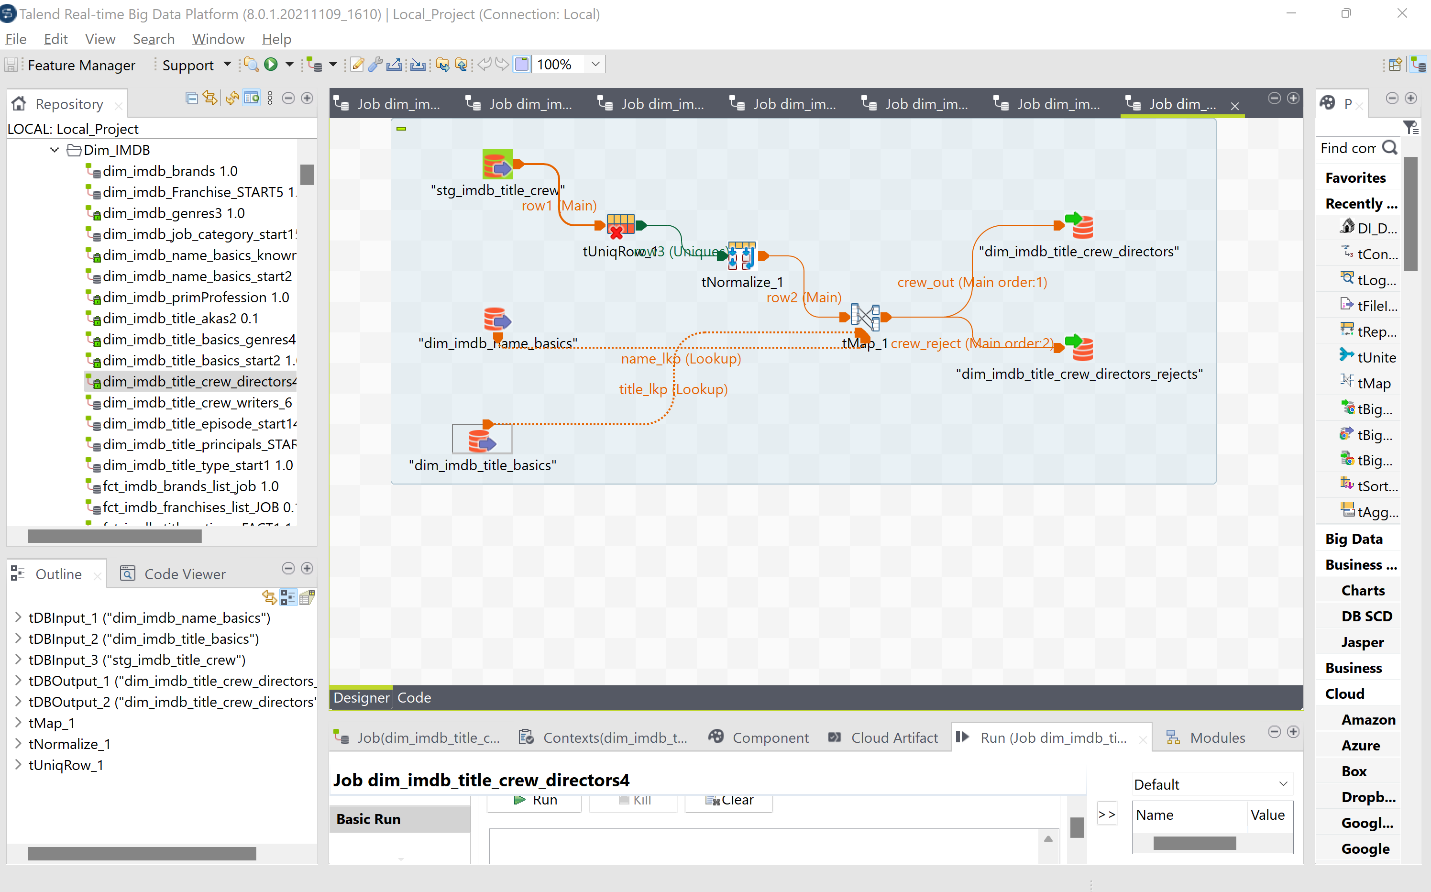 Talend Real-time Big Data Platform (8.0.1.20211109_1610) | Local_Project (Connection: Local)
File Edit View Search Window Help
Feature Manager Support 100%
Repository
LOCAL: Local_Project
Dim_IMDB
dim_imdb_brands 1.0
dim_imdb_Franchise_START5 1.
dim_imdb_genres3 1.0
dim_imdb_job_category_start1
dim_imdb_name_basics_known
dim_imdb_name_basics_start2
dim_imdb_primProfession 1.0
dim_imdb_title_akas2 0.1
dim_imdb_title_basics_genres4
dim_imdb_title_basics_start2 1.
dim_imdb_title_crew_directors4
dim_imdb_title_crew_writers_6
dim_imdb_title_episode_start14
dim_imdb_title_principals_STAR
dim_imdb_title_type_start1 1.0
fct_imdb_brands_list_job 1.0
fct_imdb_franchises_list_JOB 0.
Outline Code Viewer
tDBInput_1 ("dim_imdb_name_basics")
tDBInput_2 ("dim_imdb_title_basics")
tDBInput_3 ("stg_imdb_title_crew")
tDBOutput_1 ("dim_imdb_title_crew_directors_
tDBOutput_2 ("dim_imdb_title_crew_directors"
tMap_1
tNormalize_1
tUniqRow_1
Job dim_im... Job dim_im... Job dim_im... Job dim_im... Job dim_im... Job dim_im... Job dim_...
"stg_imdb_title_crew"
row1 (Main)
tUniqRow_1
row3 (Uniques)
tNormalize_1
row2 (Main)
"dim_imdb_title_crew_directors"
crew_out (Main order:1)
"dim_imdb_name_basics"
tMap_1
crew_reject (Main order:2)
name_lkp (Lookup)
"dim_imdb_title_crew_directors_rejects"
title_lkp (Lookup)
"dim_imdb_title_basics"
Designer Code
Job(dim_imdb_title_c... Contexts(dim_imdb_t... Component Cloud Artifact Run (Job dim_imdb_ti... Modules
Job dim_imdb_title_crew_directors4
Run Kill Clear
Basic Run
>>
Default
Name Value
P
Find con
Favorites
Recently ...
DI_D...
tCon...
tLog...
tFileI...
tRep...
tUnite
tMap
tBig...
tBig...
tBig...
tSort...
tAgg...
Big Data
Business ...
Charts
DB SCD
Jasper
Business
Cloud
Amazon
Azure
Box
Dropb...
Googl...
Google